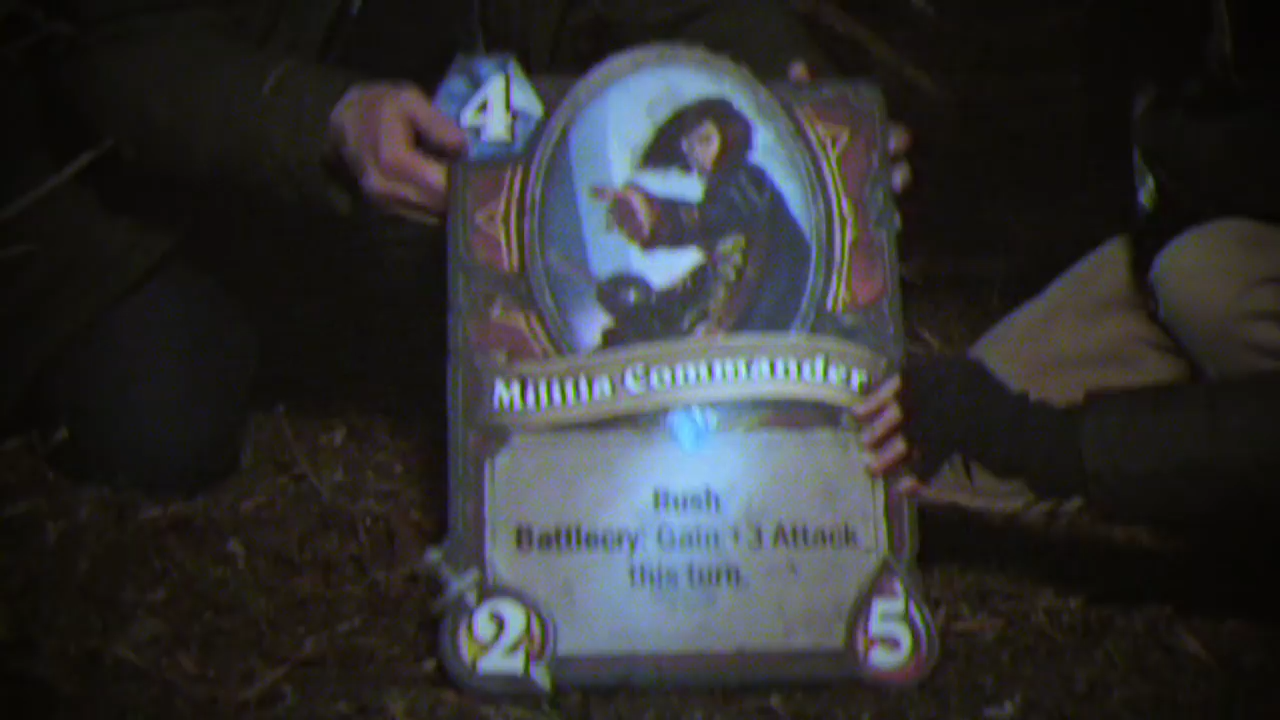 4
Militia Commander
Rush
Battlecry: Gain +3 Attack
this turn.
2
5